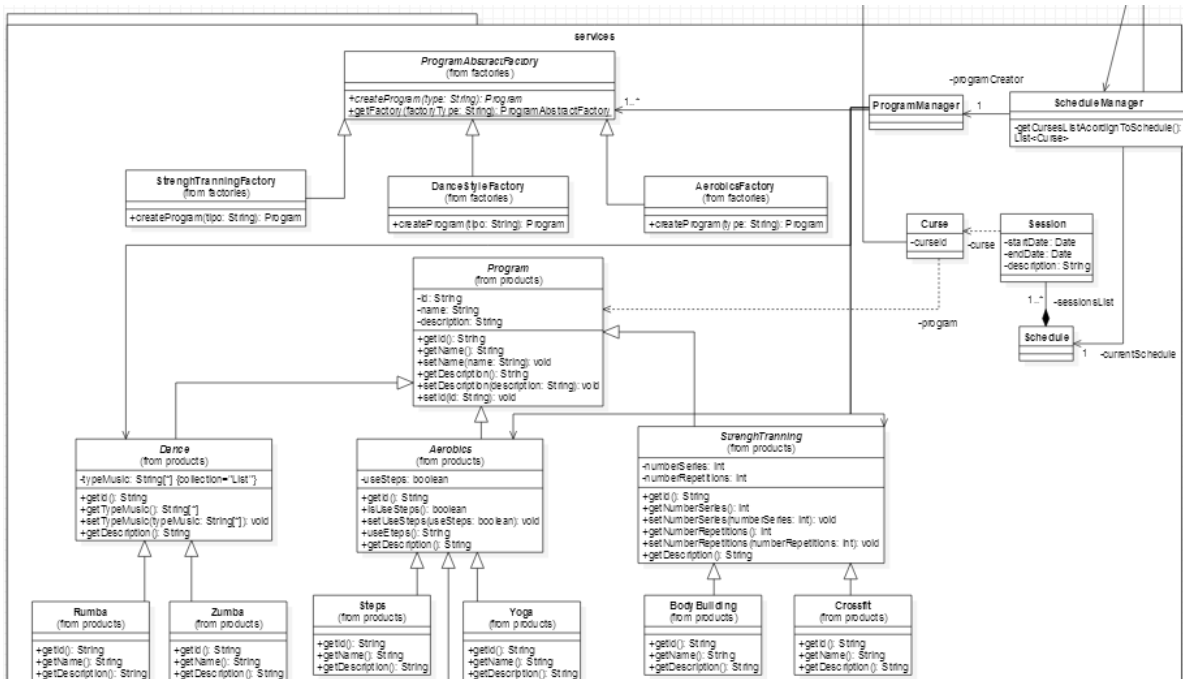 services
ProgramAbstractFactory
(from factories)
+createProgram(type: String): Program
+getFactory(factoryType: String): ProgramAbstractFactory
1..*
-programCreator
ProgramManager
1
ScheduleManager
-getCursesListAcordignToSchedule():
List<Curse>
StrenghTranningFactory
(from factories)
+createProgram(tipo: String): Program
DanceStyleFactory
(from factories)
+createProgram(tipo: String): Program
AerobicsFactory
(from factories)
+createProgram(type: String): Program
Curse
-curseId
-curse
Session
-startDate: Date
-endDate: Date
-description: String
1..*
-sessionsList
Schedule
1
-currentSchedule
-program
Program
(from products)
-id: String
-name: String
-description: String
+getId(): String
+getName(): String
+setName(name: String): void
+getDescription(): String
+setDescription(description: String): void
+setId(id: String): void
Dance
(from products)
-typeMusic: String[*] {collection="List"}
+getId(): String
+getTypeMusic(): String[*]
+setTypeMusic(typeMusic: String[*]): void
+getDescription(): String
Aerobics
(from products)
-useSteps: boolean
+getId(): String
+isUseSteps(): boolean
+setUseSteps(useSteps: boolean): void
+useEteps(): String
+getDescription(): String
StrenghTranning
(from products)
-numberSeries: int
-numberRepetitions: int
+getId(): String
+getNumberSeries(): int
+setNumberSeries(numberSeries: int): void
+getNumberRepetitions(): int
+setNumberRepetitions(numberRepetitions: int): void
+getDescription(): String
Rumba
(from products)
+getId(): String
+getName(): String
+getDescription(): String
Zumba
(from products)
+getId(): String
+getName(): String
+getDescription(): String
Steps
(from products)
+getId(): String
+getName(): String
+getDescription(): String
Yoga
(from products)
+getId(): String
+getName(): String
+getDescription(): String
BodyBuilding
(from products)
+getId(): String
+getName(): String
+getDescription(): String
Crossfit
(from products)
+getId(): String
+getName(): String
+getDescription(): String